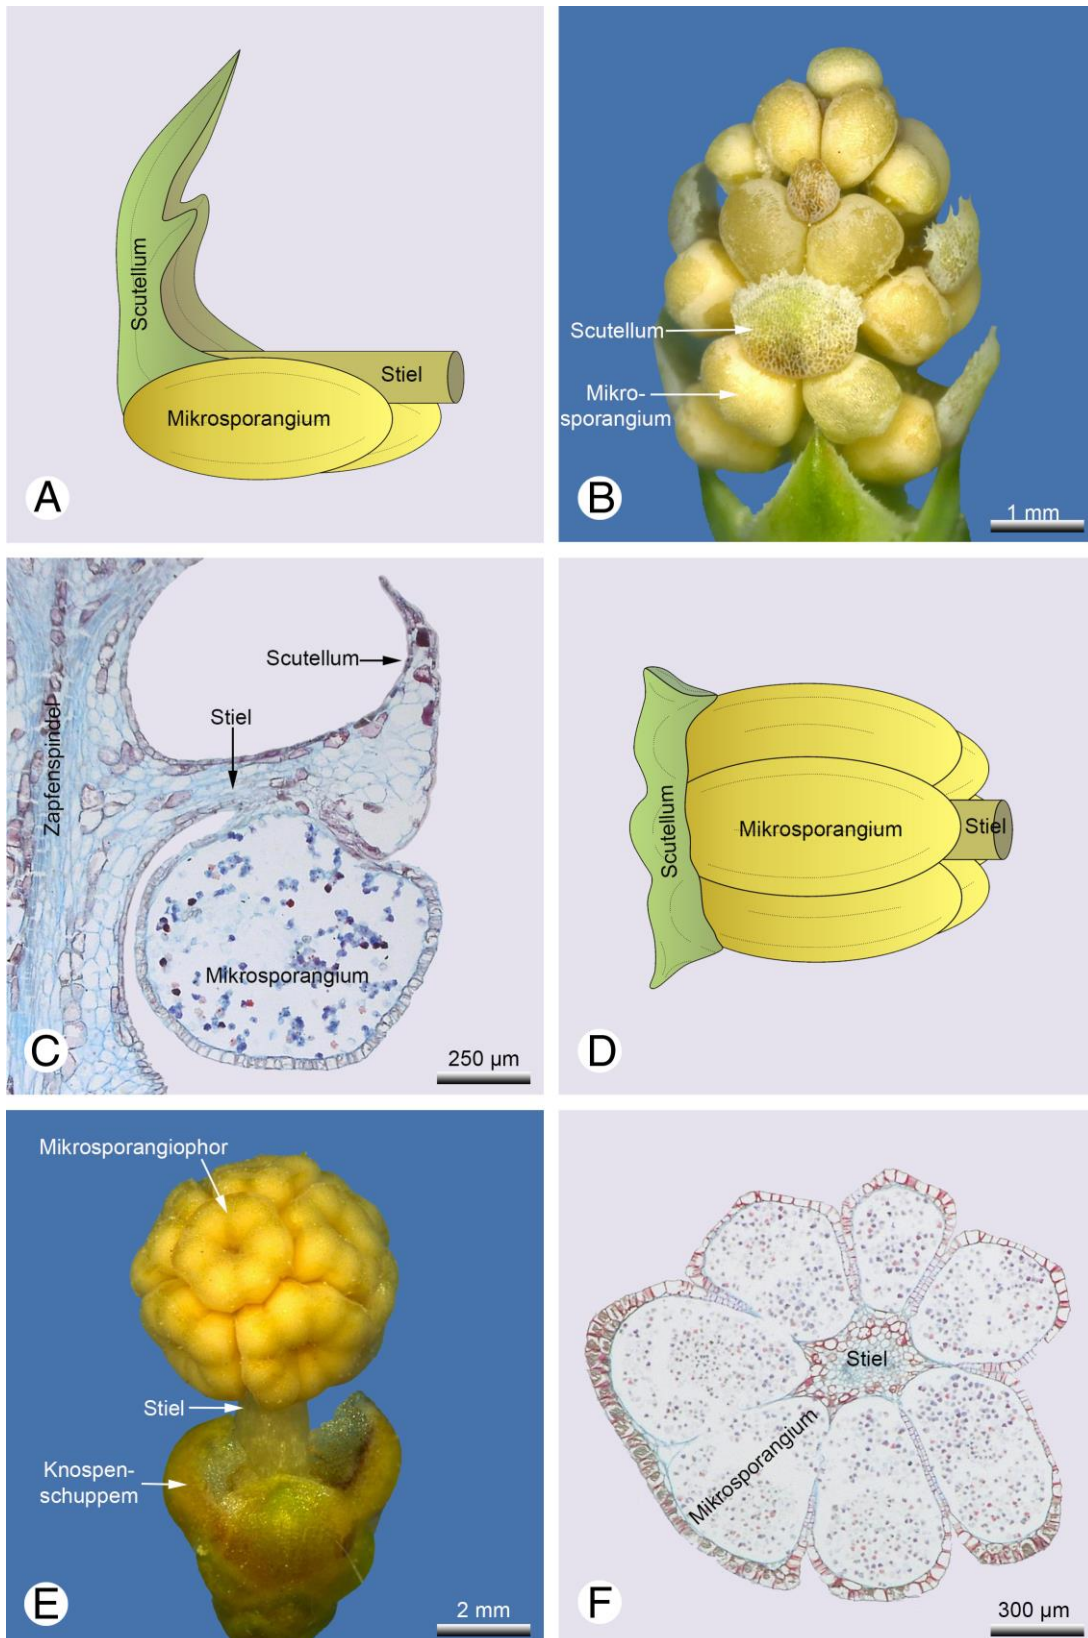 Scutellum
Stiel
Mikrosporangium
A
Scutellum
Mikro-
sporangium
B
1 mm
Scutellum
Stiel
Zapfenspindel
Mikrosporangium
C
250 µm
Scutellum
Mikrosporangium
Stiel
D
Mikrosporangiophor
Stiel
Knospen-
schuppem
E
2 mm
Stiel
Mikrosporangium
F
300 µm